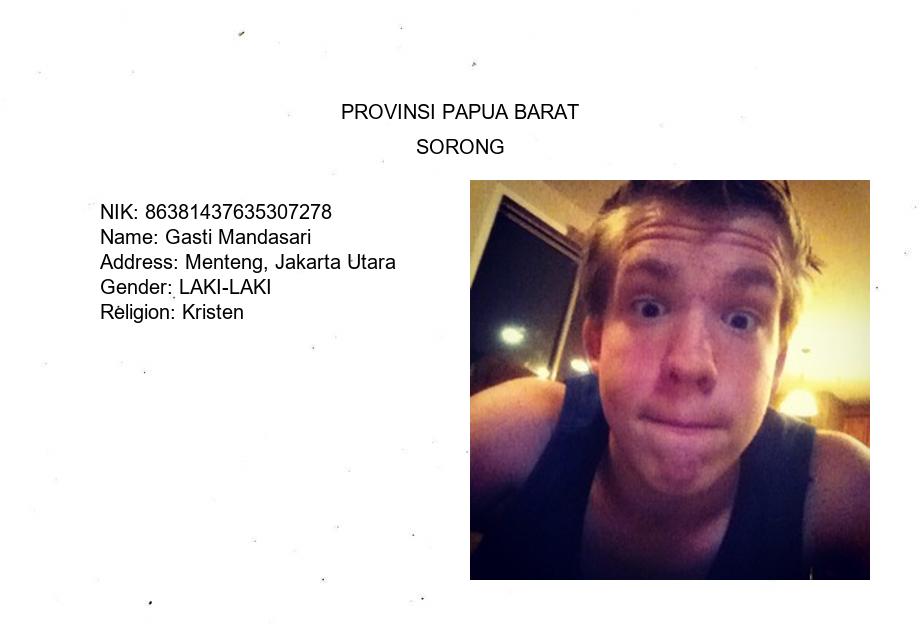 PROVINSI PAPUA BARAT
SORONG
NIK: 86381437635307278
Name: Gasti Mandasari
Address: Menteng, Jakarta Utara
Gender: LAKI-LAKI
Religion: Kristen